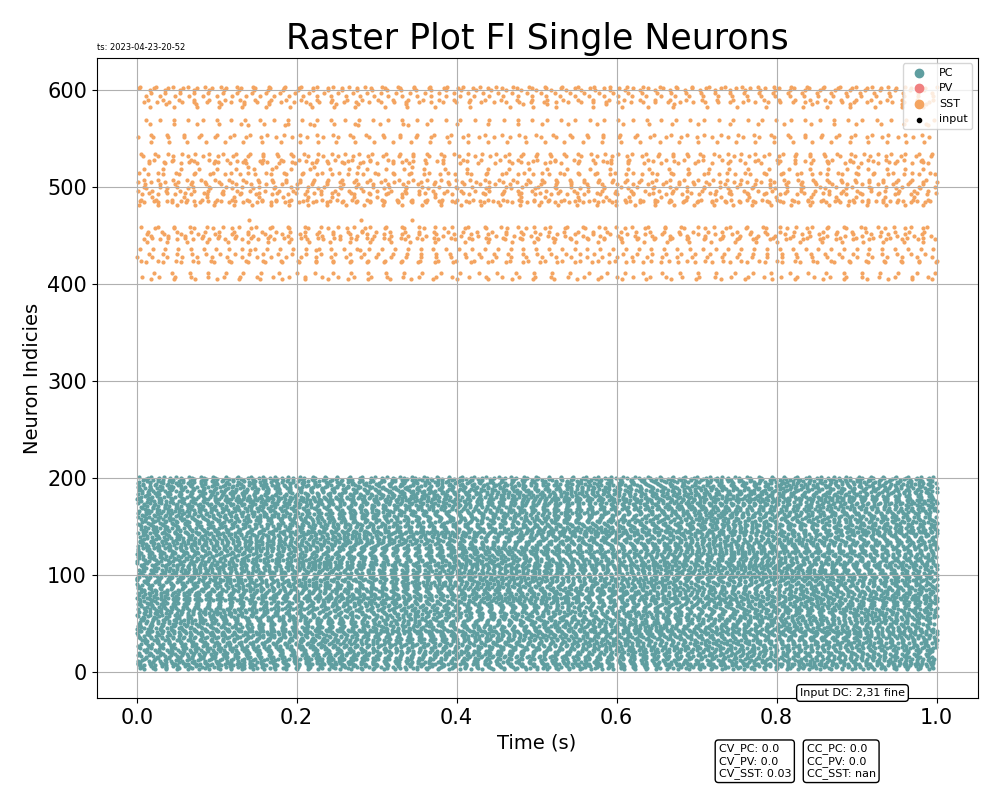 Raster Plot FI Single Neurons
ts: 2023-04-23-20-52
PC
PV
SST
input
600
500
400
300
200
100
0
Neuron Indicies
0.0 0.2 0.4 0.6 0.8 1.0
Time (s)
Input DC: 2,31 fine
CV_PC: 0.0
CV_PV: 0.0
CV_SST: 0.03
CC_PC: 0.0
CC_PV: 0.0
CC_SST: nan